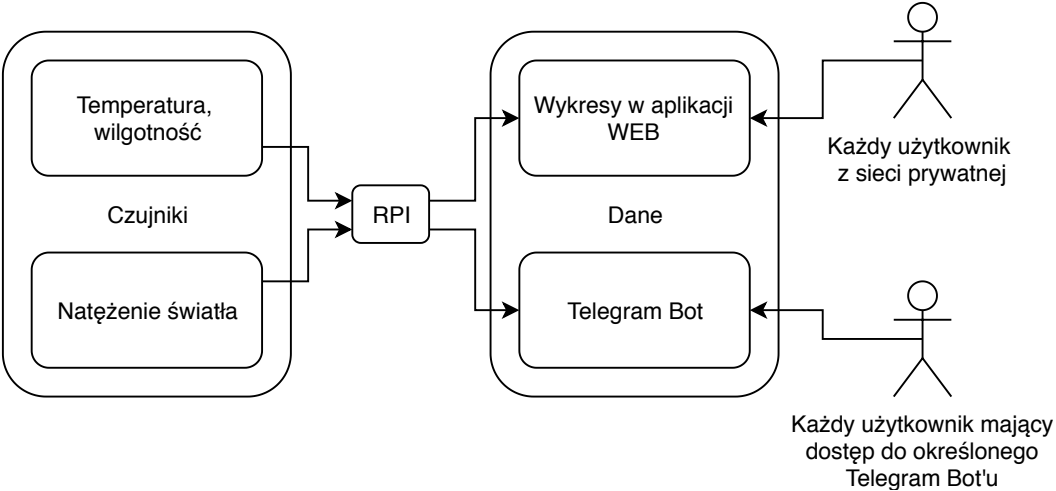 Temperatura,
wilgotność
Czujniki
Natężenie światła
RPI
Wykresy w aplikacji
WEB
Dane
Telegram Bot
Każdy użytkownik
z sieci prywatnej
Każdy użytkownik mający
dostęp do określonego
Telegram Bot'u